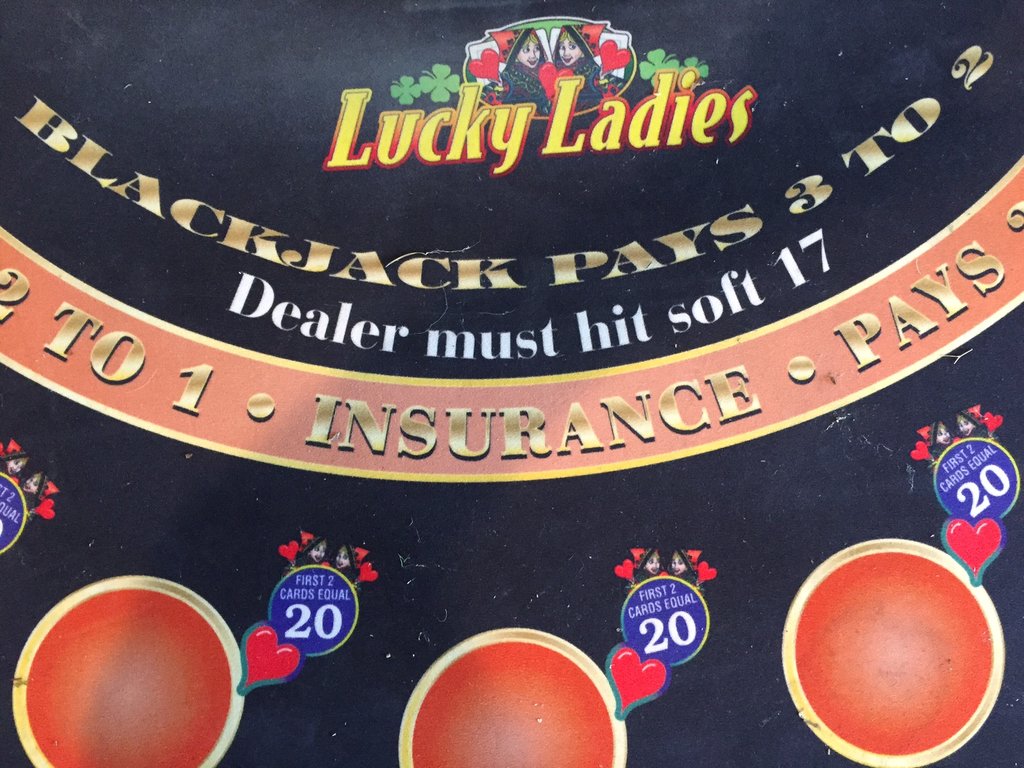 Lucky Ladies
BLACKJACK PAYS 3 TO 2
Dealer must hit soft 17
2 TO 1 • INSURANCE • PAYS
FIRST 2
CARDS EQUAL
20
FIRST 2
CARDS EQUAL
20
FIRST 2
CARDS EQUAL
20